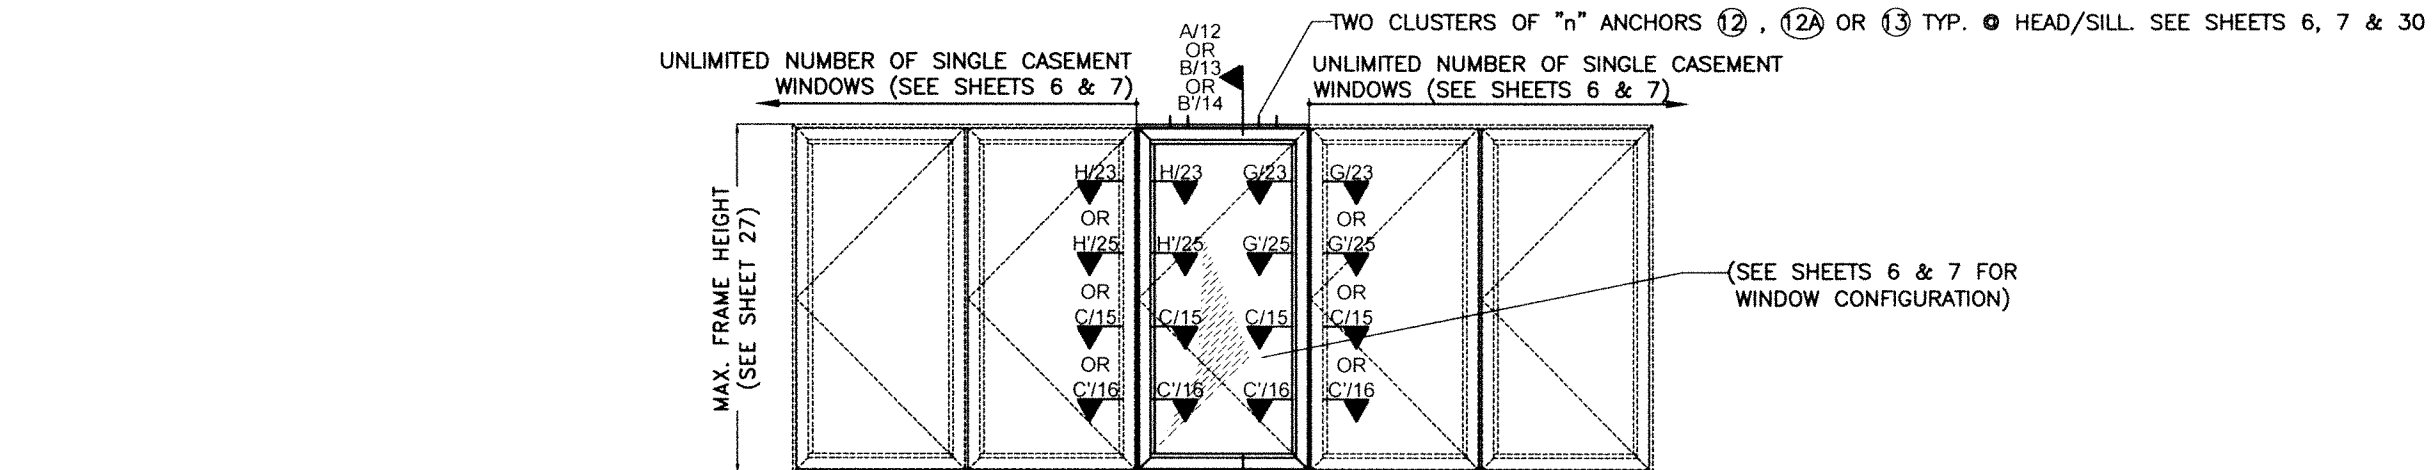 TWO CLUSTERS OF "n" ANCHORS 12 , 12A OR 13 TYP. @ HEAD/SILL. SEE SHEETS 6, 7 & 30
UNLIMITED NUMBER OF SINGLE CASEMENT
WINDOWS (SEE SHEETS 6 & 7)
A/12
OR
B/13
OR
B'/14
UNLIMITED NUMBER OF SINGLE CASEMENT
WINDOWS (SEE SHEETS 6 & 7)
MAX. FRAME HEIGHT
(SEE SHEET 27)
H/23 H/23 G/23 G/23
OR OR
H'/25 H'/25 G'/25 G'/25
OR OR
C/15 C/15 C/15 C/15
OR OR
C'/16 C'/16 C'/16 C'/16
(SEE SHEETS 6 & 7 FOR
WINDOW CONFIGURATION)